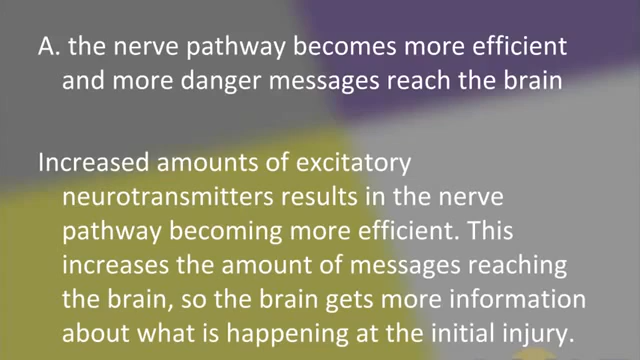 A. the nerve pathway becomes more efficient
and more danger messages reach the brain
Increased amounts of excitatory
neurotransmitters results in the nerve
pathway becoming more efficient. This
increases the amount of messages reaching
the brain, so the brain gets more information
about what is happening at the initial injury.